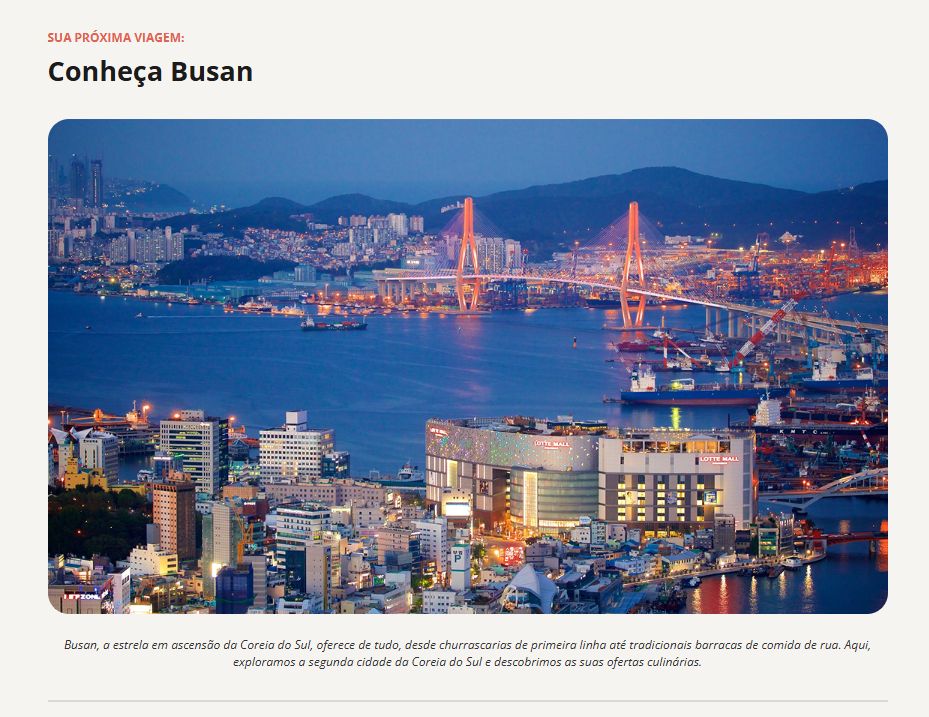 SUA PRÓXIMA VIAGEM:
Conheça Busan
LOTTE MALL
LOTTE MALL
KMTC
Busan, a estrela em ascensão da Coreia do Sul, oferece de tudo, desde churrascarias de primeira linha até tradicionais barracas de comida de rua. Aqui,
exploramos a segunda cidade da Coreia do Sul e descobrimos as suas ofertas culinárias.